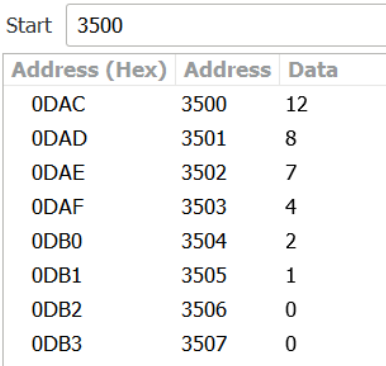 Start 3500
Address (Hex) Address Data
0DAC 3500 12
0DAD 3501 8
0DAE 3502 7
0DAF 3503 4
0DB0 3504 2
0DB1 3505 1
0DB2 3506 0
0DB3 3507 0